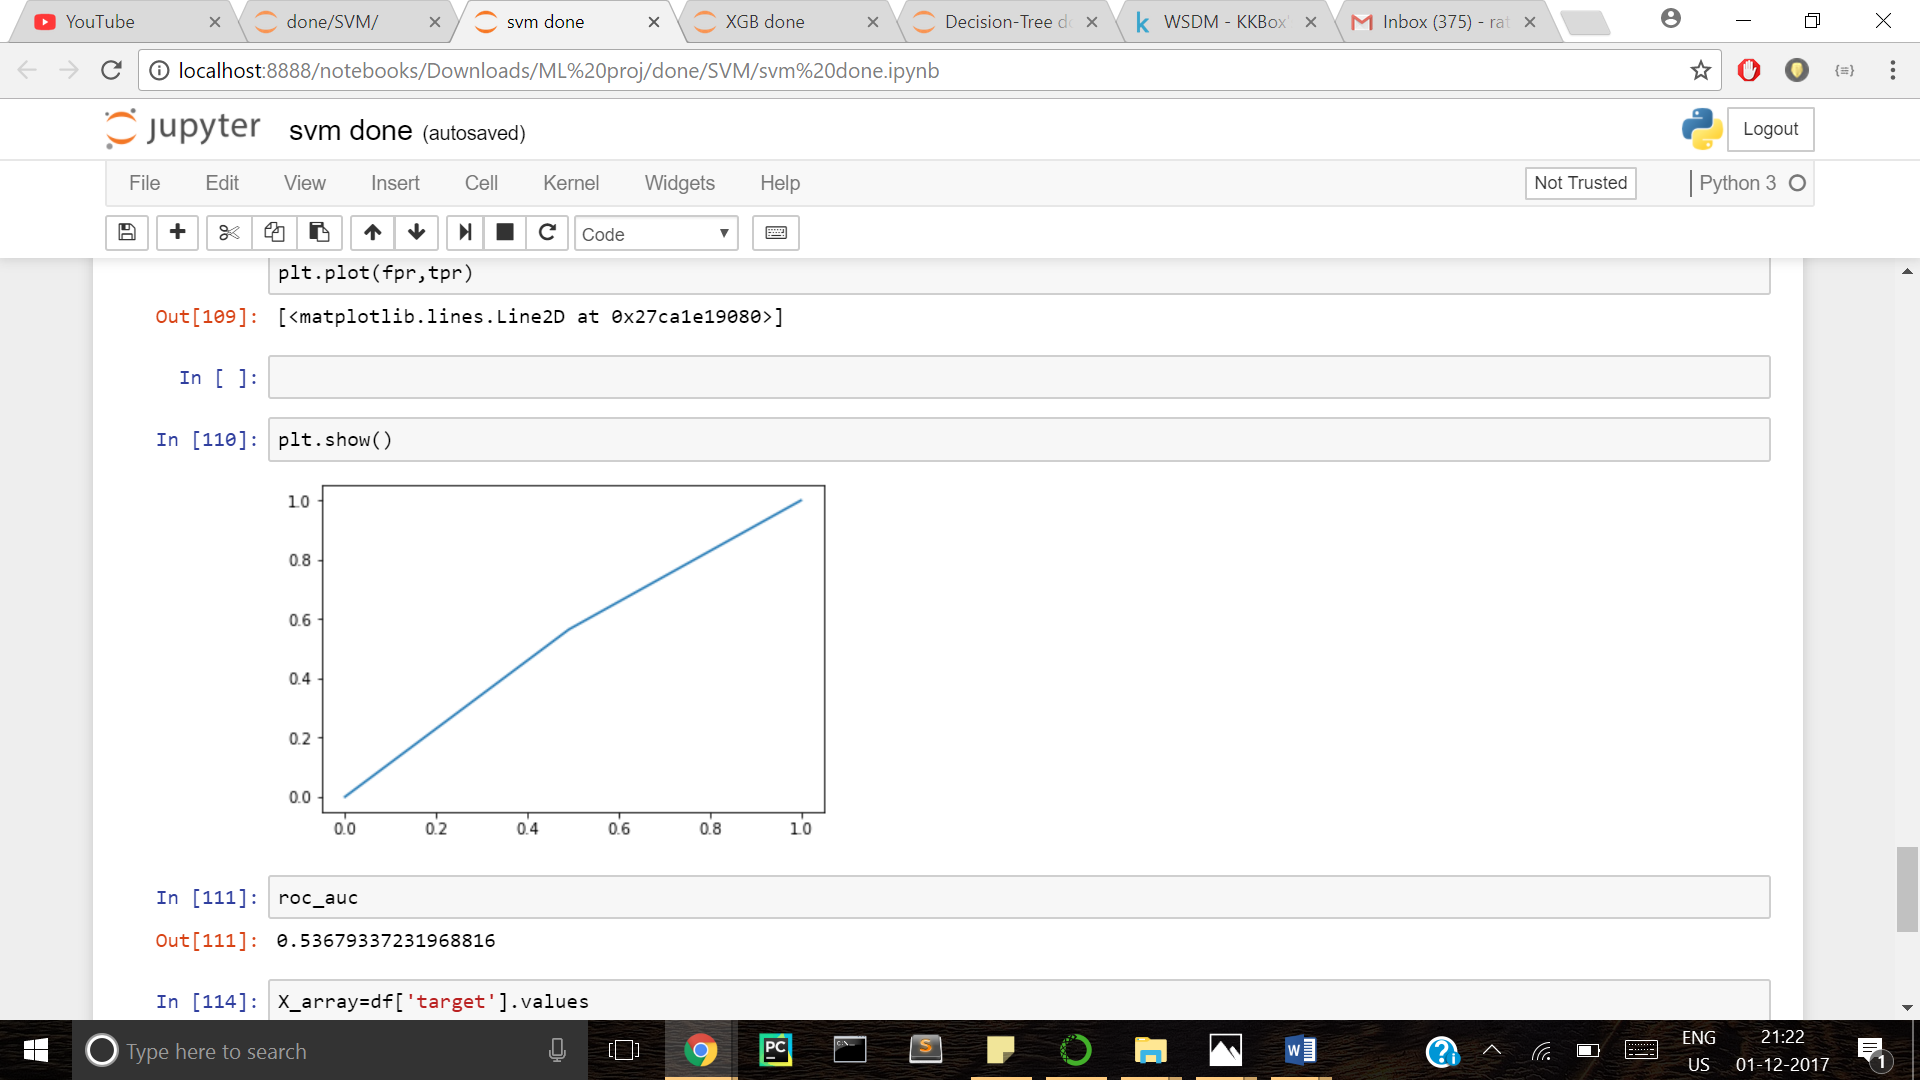 YouTube
done/SVM/
svm done
XGB done
Decision-Tree d
WSDM - KKBox'
Inbox (375) - rat
localhost:8888/notebooks/Downloads/ML%20proj/done/SVM/svm%20done.ipynb
jupyter svm done (autosaved)
Logout
File Edit View Insert Cell Kernel Widgets Help
Not Trusted
Python 3
Code
plt.plot(fpr,tpr)
Out[109]: [<matplotlib.lines.Line2D at 0x27ca1e19080>]
In [ ]:
In [110]: plt.show()
1.0
0.8
0.6
0.4
0.2
0.0
0.0 0.2 0.4 0.6 0.8 1.0
In [111]: roc_auc
Out[111]: 0.53679337231968816
In [114]: X_array=df['target'].values
Type here to search
ENG
US
21:22
01-12-2017
1